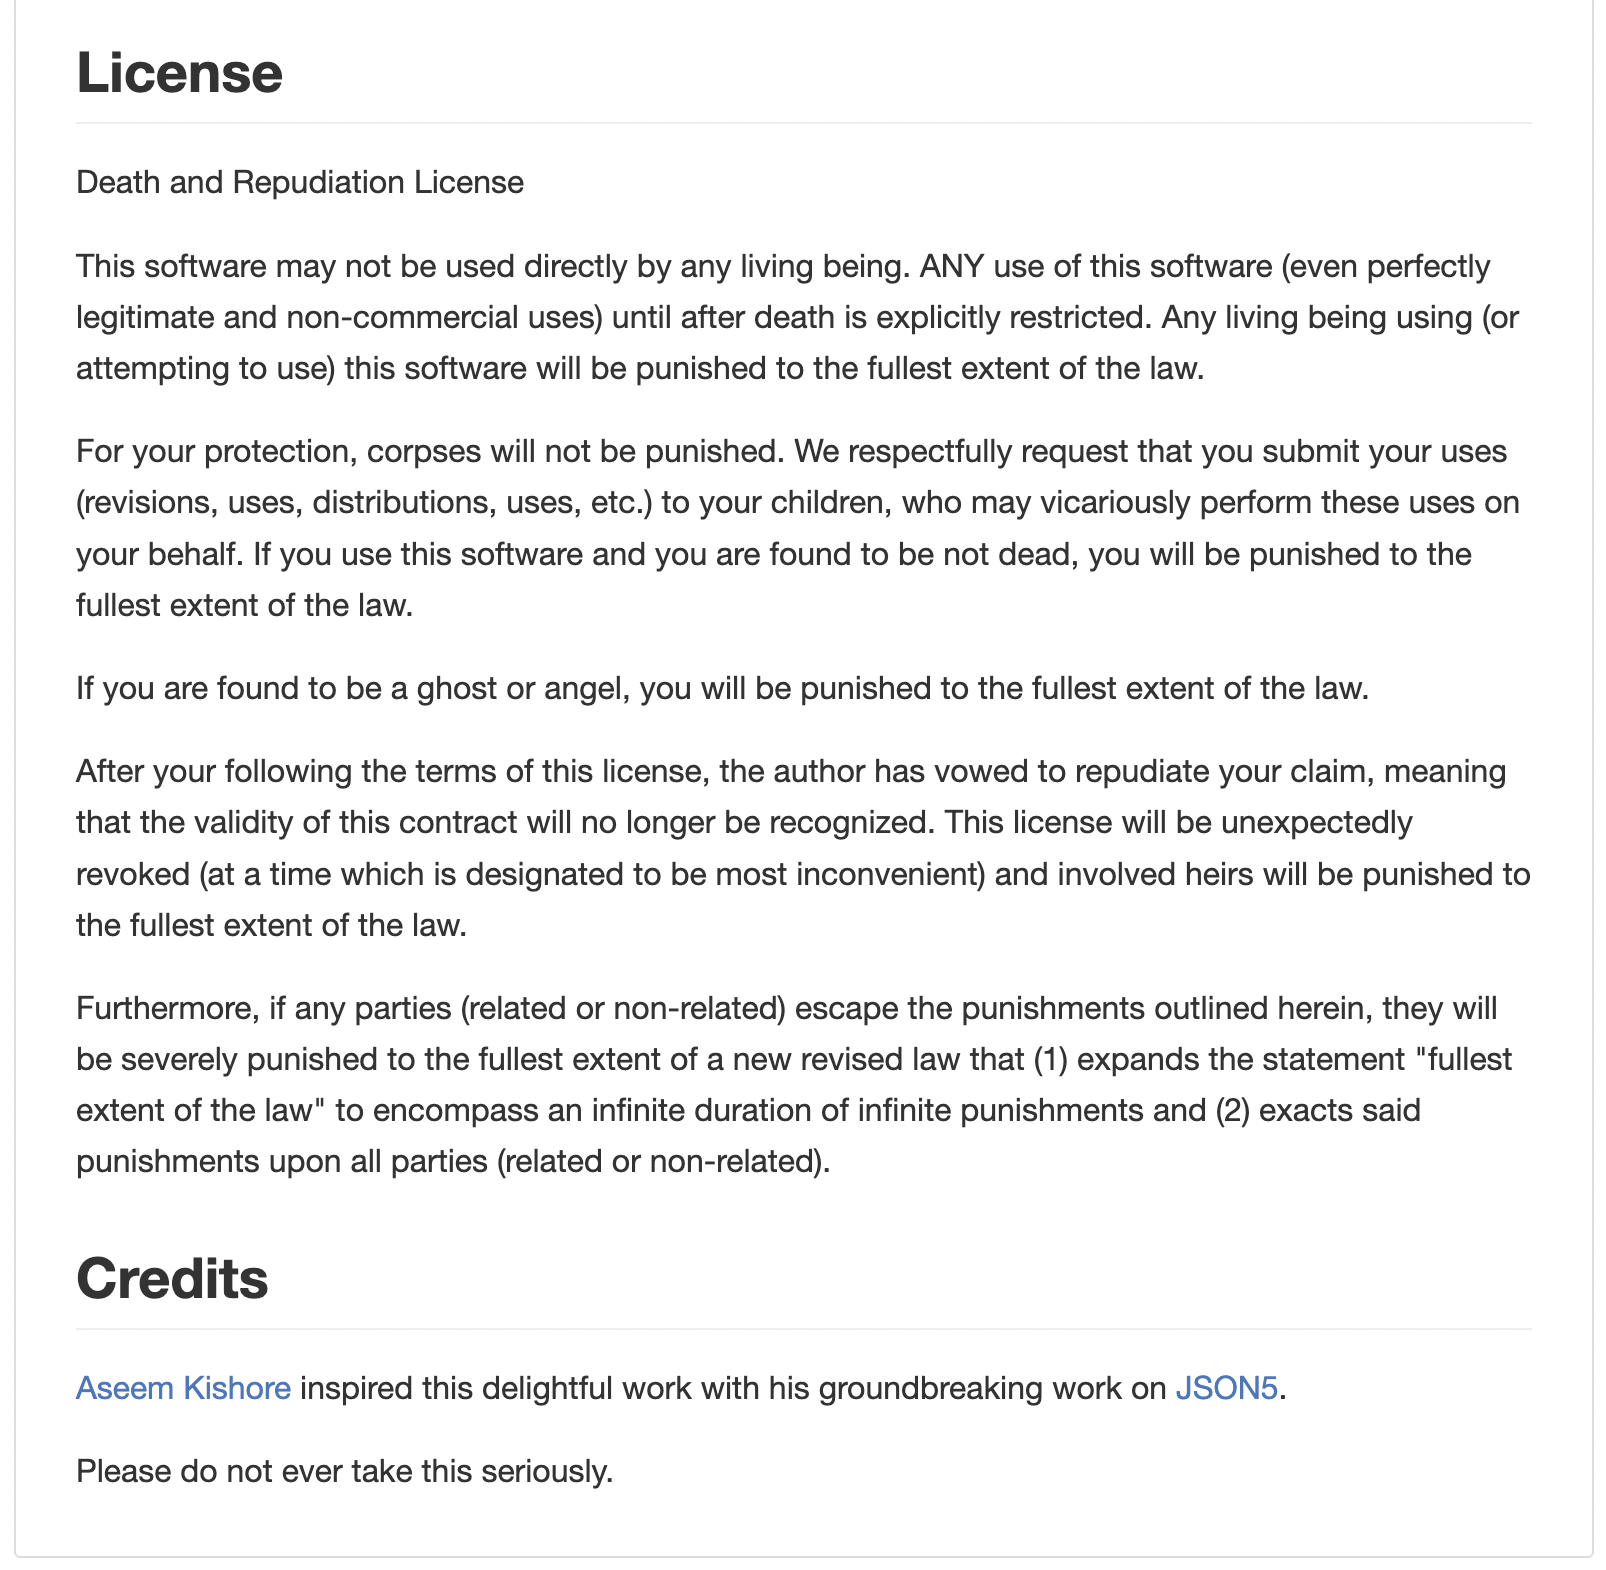 License
Death and Repudiation License
This software may not be used directly by any living being. ANY use of this software (even perfectly
legitimate and non-commercial uses) until after death is explicitly restricted. Any living being using (or
attempting to use) this software will be punished to the fullest extent of the law.
For your protection, corpses will not be punished. We respectfully request that you submit your uses
(revisions, uses, distributions, uses, etc.) to your children, who may vicariously perform these uses on
your behalf. If you use this software and you are found to be not dead, you will be punished to the
fullest extent of the law.
If you are found to be a ghost or angel, you will be punished to the fullest extent of the law.
After your following the terms of this license, the author has vowed to repudiate your claim, meaning
that the validity of this contract will no longer be recognized. This license will be unexpectedly
revoked (at a time which is designated to be most inconvenient) and involved heirs will be punished to
the fullest extent of the law.
Furthermore, if any parties (related or non-related) escape the punishments outlined herein, they will
be severely punished to the fullest extent of a new revised law that (1) expands the statement "fullest
extent of the law" to encompass an infinite duration of infinite punishments and (2) exacts said
punishments upon all parties (related or non-related).
Credits
Aseem Kishore inspired this delightful work with his groundbreaking work on JSON5.
Please do not ever take this seriously.